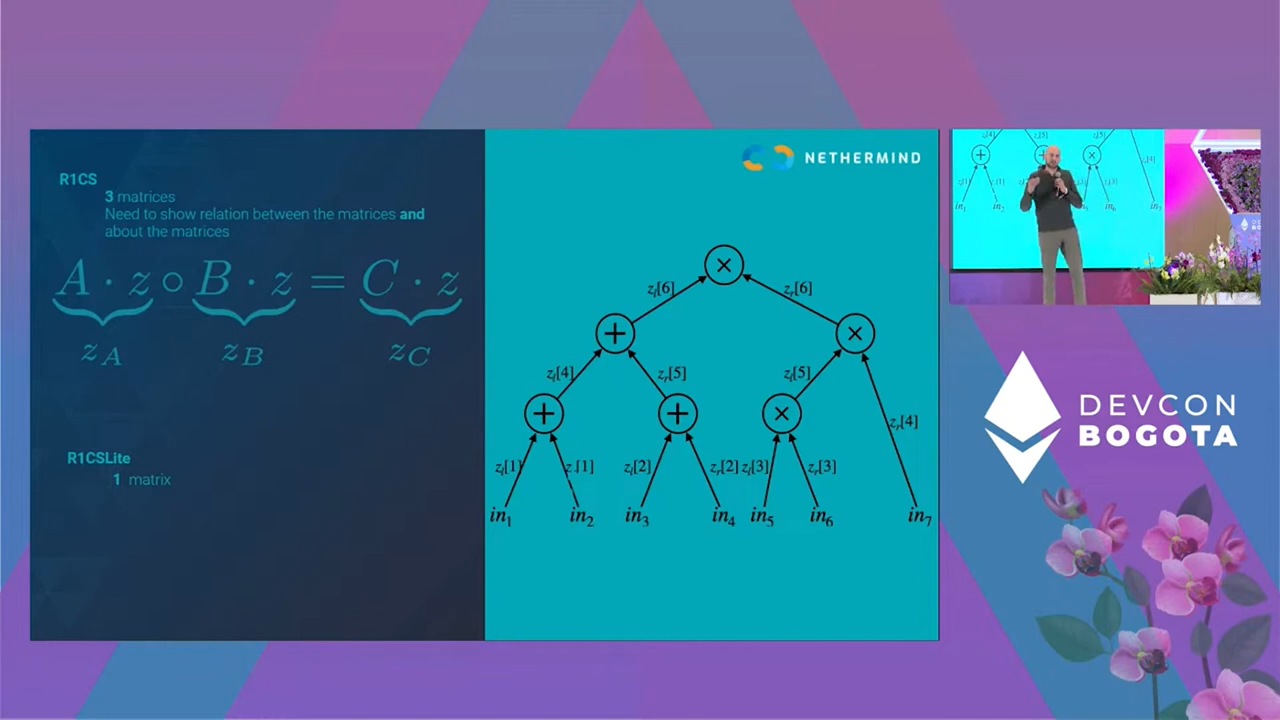 R1CS
3 matrices
Need to show relation between the matrices and
about the matrices
A · z ∘ B · z = C · z
z_A z_B z_C
R1CSLite
1 matrix
NETHERMIND
×
z_l[6] z_r[6]
+ ×
z_l[4] z_r[5] z_l[5]
+ + ×
z_r[4]
z_l[1] z_r[1] z_l[2] z_r[2] z_l[3] z_r[3]
in_1 in_2 in_3 in_4 in_5 in_6 in_7
DEVCON
BOGOTA